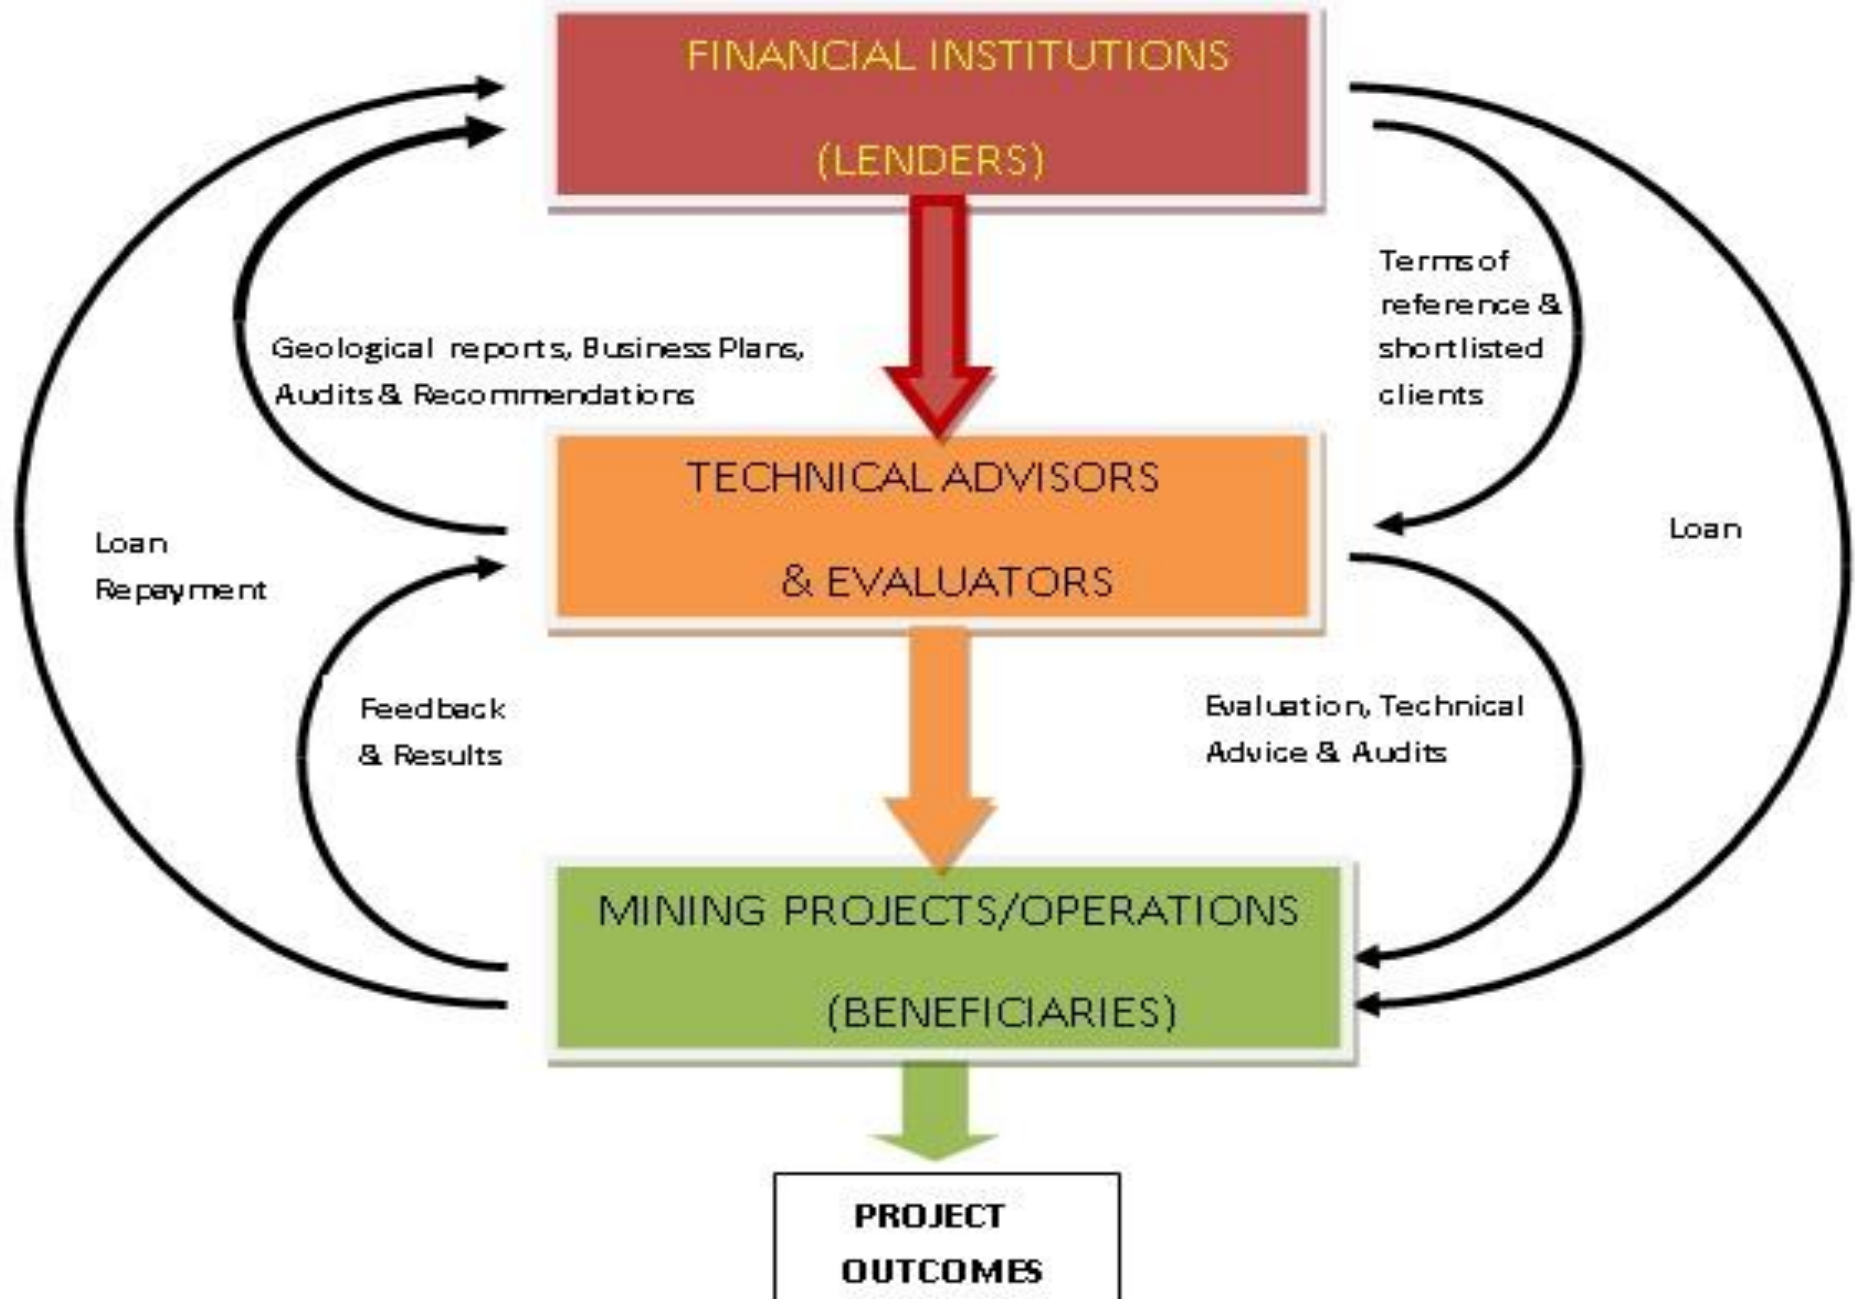 FINANCIAL INSTITUTIONS
(LENDERS)
Terms of
reference &
shortlisted
clients
Geological reports, Business Plans,
Audits & Recommendations
TECHNICAL ADVISORS
& EVALUATORS
Loan
Repayment
Loan
Feedback
& Results
Evaluation, Technical
Advice & Audits
MINING PROJECTS/OPERATIONS
(BENEFICIARIES)
PROJECT
OUTCOMES